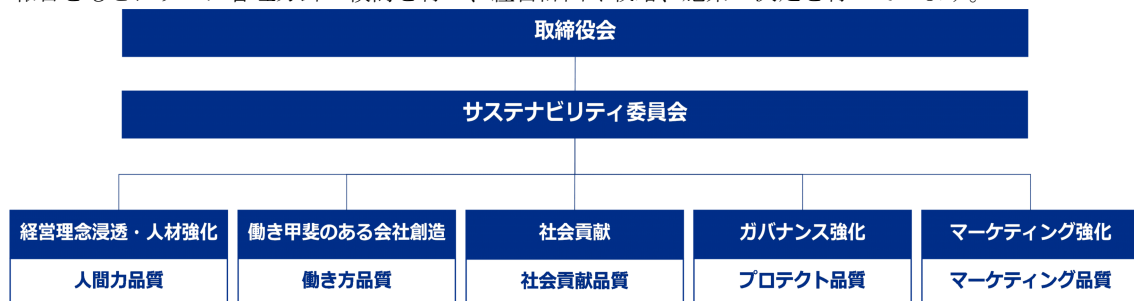 取締役会
サステナビリティ委員会
経営理念浸透・人材強化
働き甲斐のある会社創造
社会貢献
ガバナンス強化
マーケティング強化
人間力品質
働き方品質
社会貢献品質
プロテクト品質
マーケティング品質